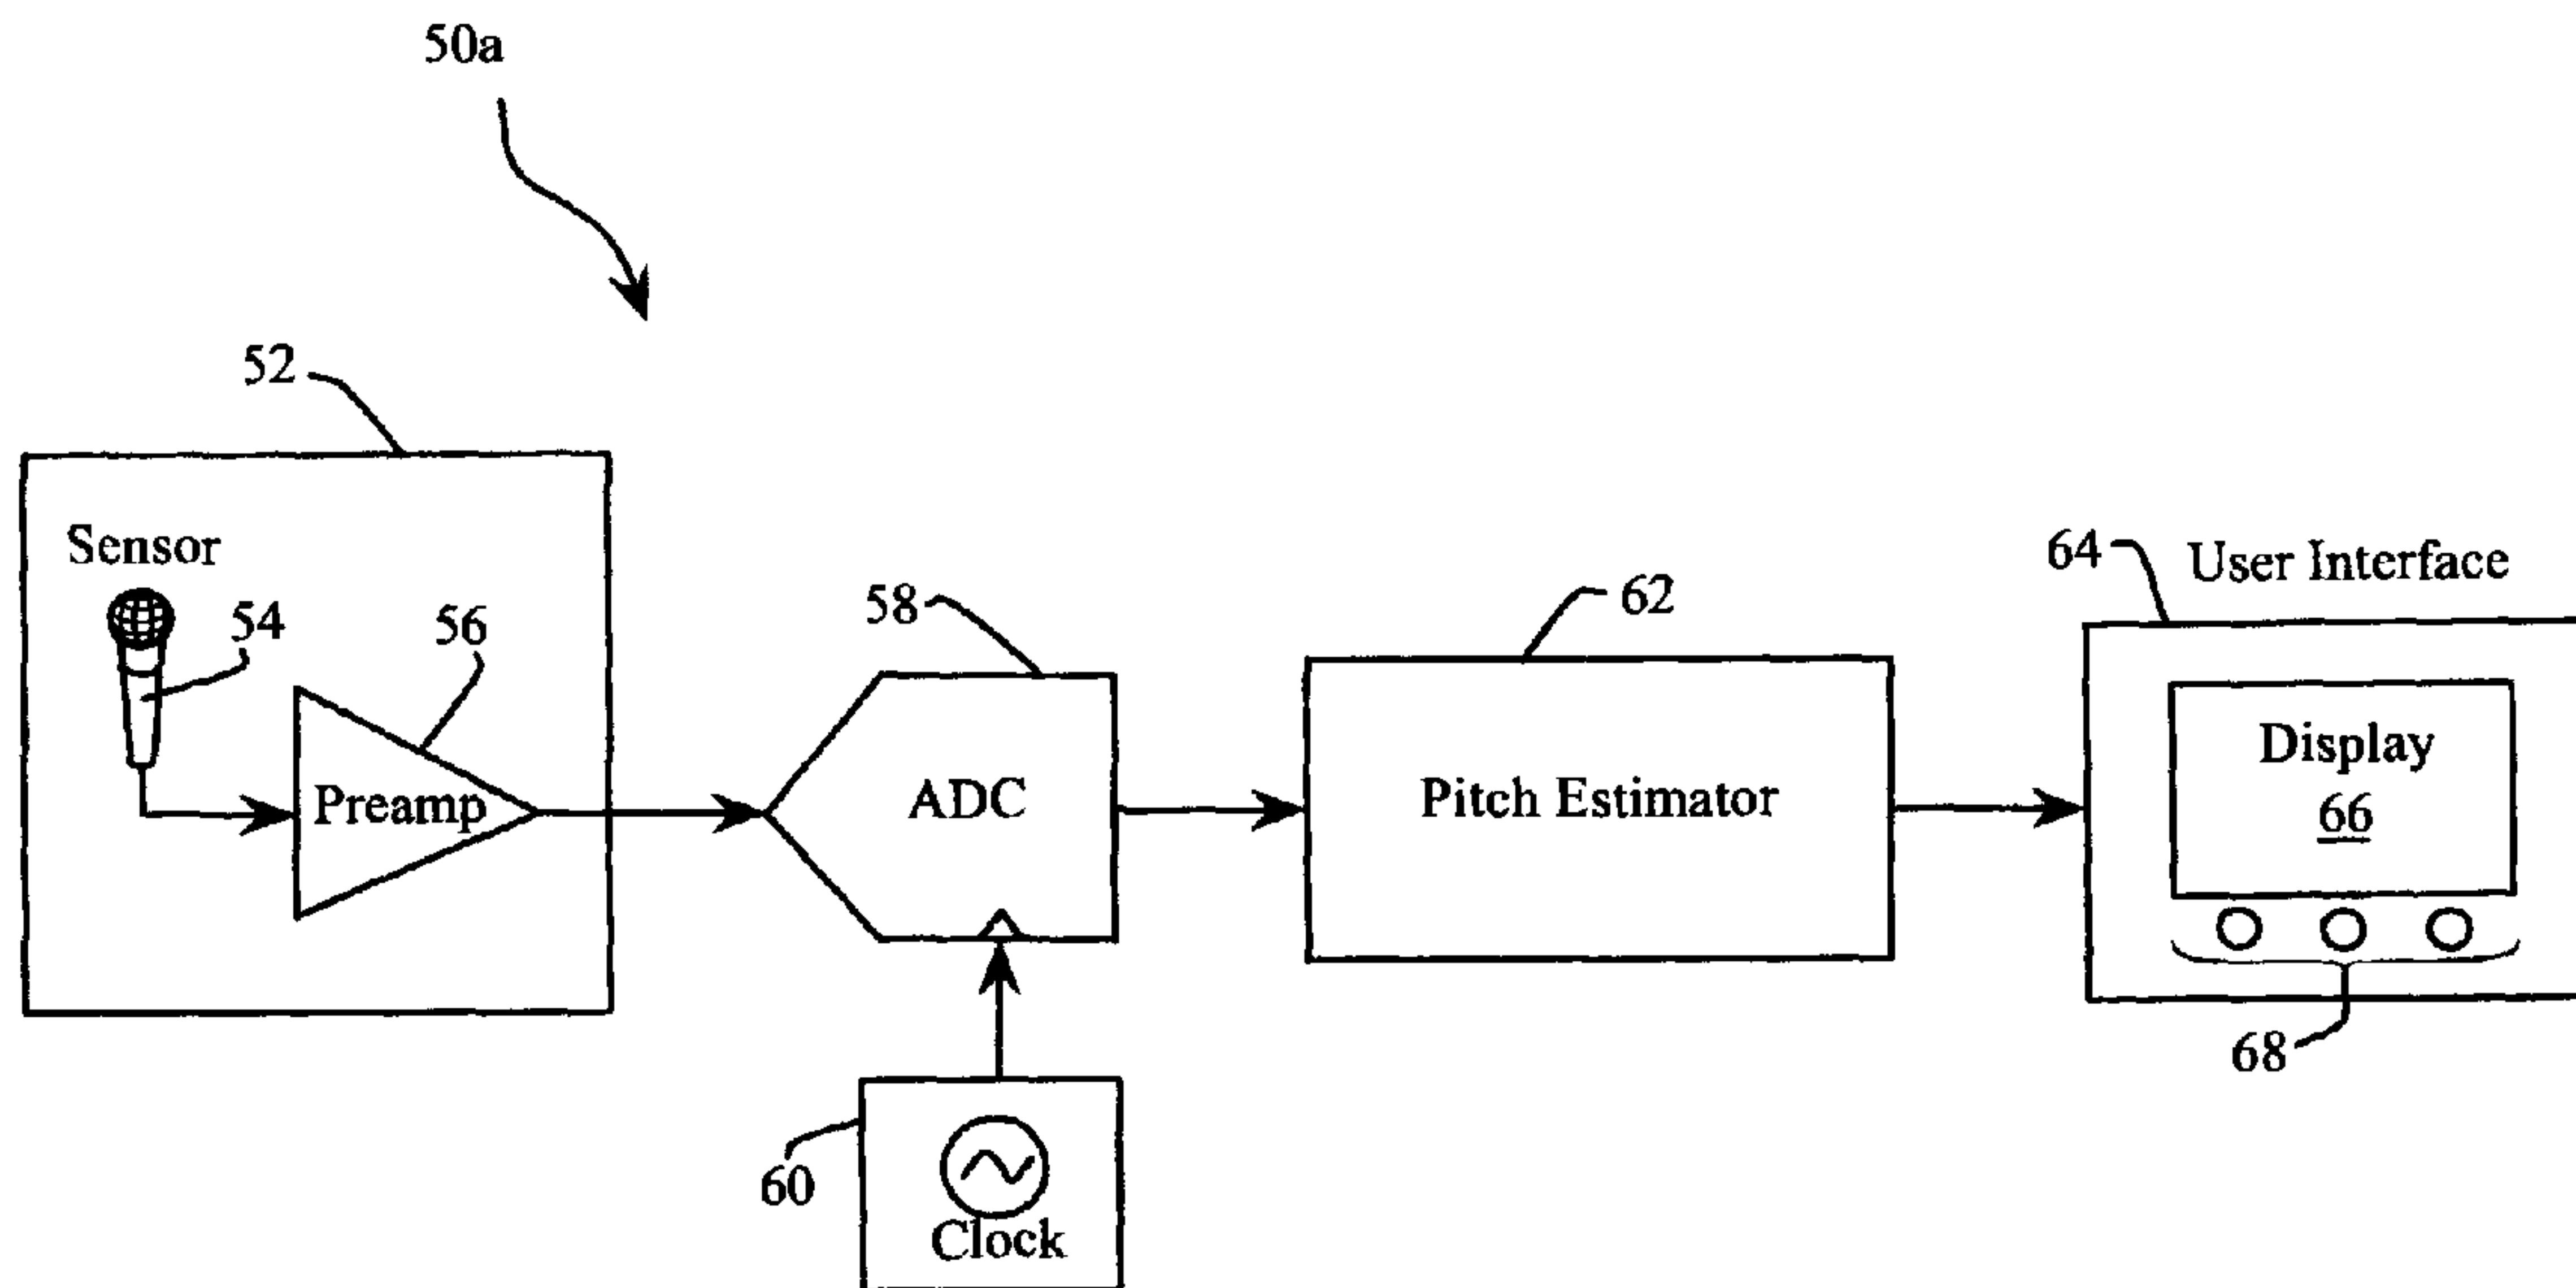 50a
52
Sensor
54
56
Preamp
58
ADC
62
Pitch Estimator
64
User Interface
Display
66
68
60
Clock